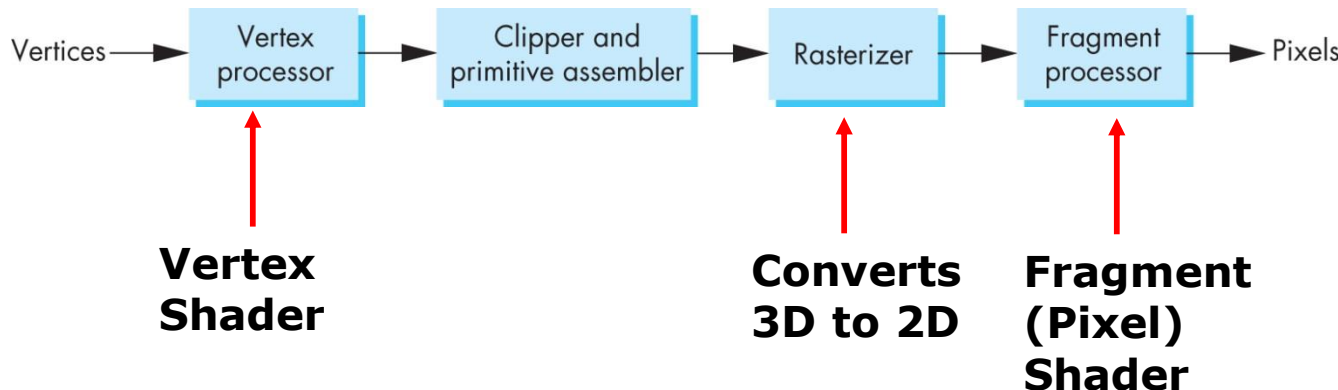 Vertices
Vertex
processor
Clipper and
primitive assembler
Rasterizer
Fragment
processor
Pixels
Vertex
Shader
Converts
3D to 2D
Fragment
(Pixel)
Shader